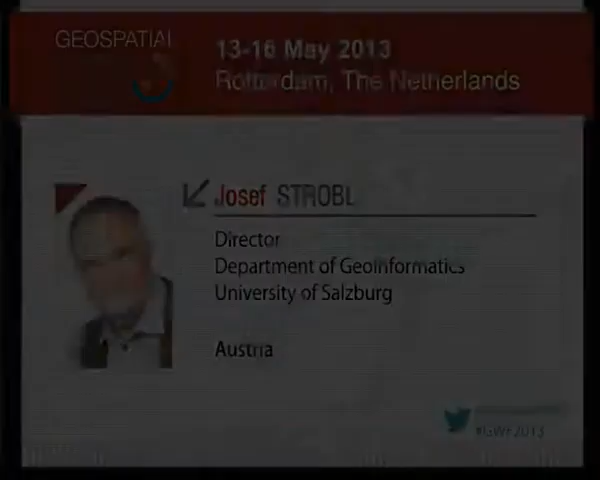 GEOSPATIAL
13-16 May 2013
Rotterdam, The Netherlands
Josef STROBL
Director
Department of Geoinformatics
University of Salzburg
Austria
#GWF2013